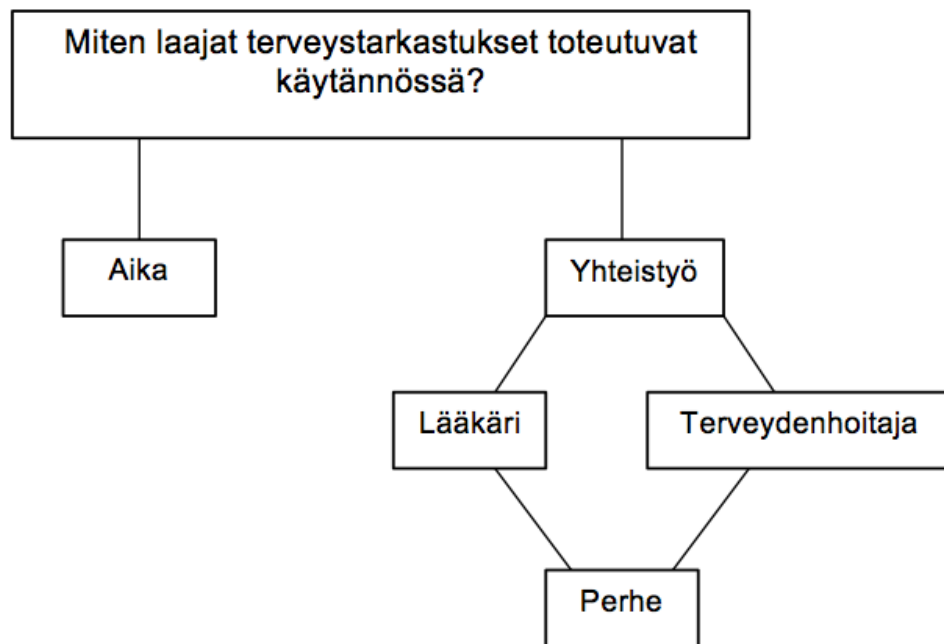 Miten laajat terveystarkastukset toteutuvat
käytännössä?
Aika
Yhteistyö
Lääkäri
Terveydenhoitaja
Perhe